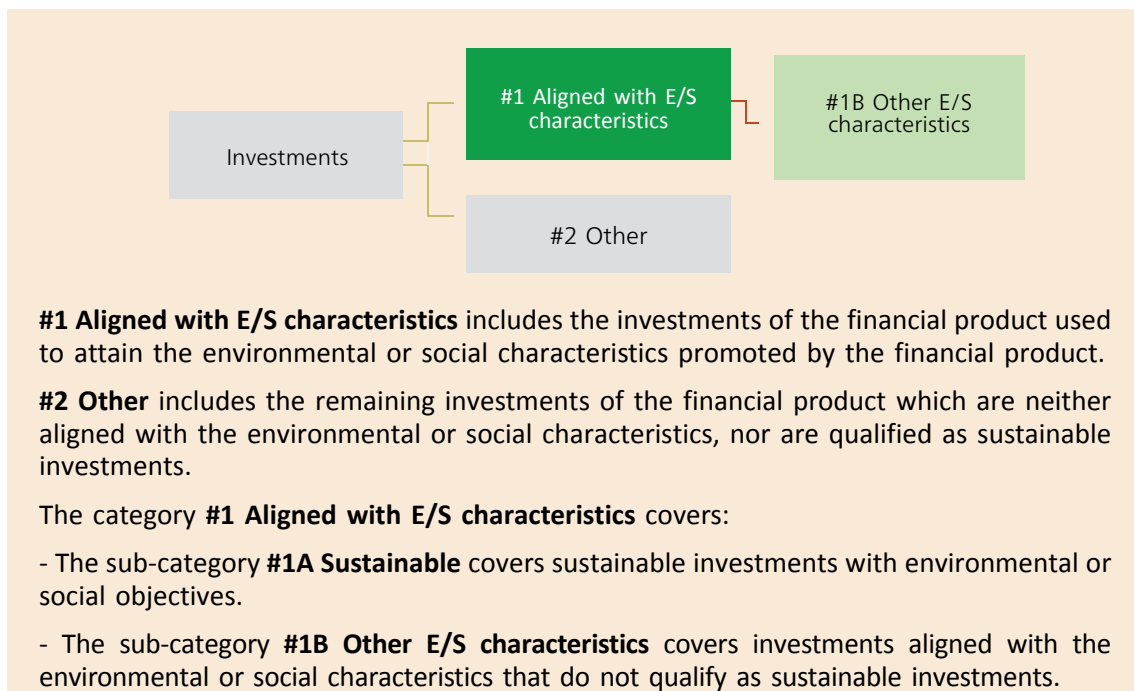 #1 Aligned with E/S
characteristics
#1B Other E/S
characteristics
Investments
#2 Other
#1 Aligned with E/S characteristics includes the investments of the financial product used
to attain the environmental or social characteristics promoted by the financial product.
#2 Other includes the remaining investments of the financial product which are neither
aligned with the environmental or social characteristics, nor are qualified as sustainable
investments.
The category #1 Aligned with E/S characteristics covers:
- The sub-category #1A Sustainable covers sustainable investments with environmental or
social objectives.
- The sub-category #1B Other E/S characteristics covers investments aligned with the
environmental or social characteristics that do not qualify as sustainable investments.